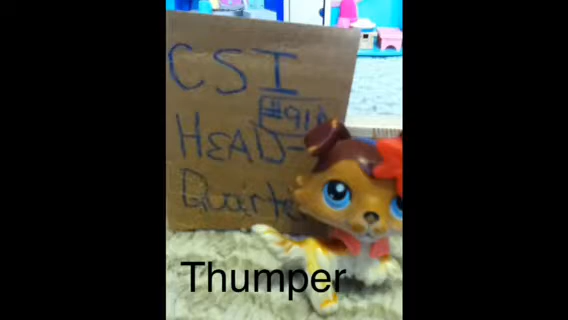 CSI
#911
HEAD-
Quarte
Thumper